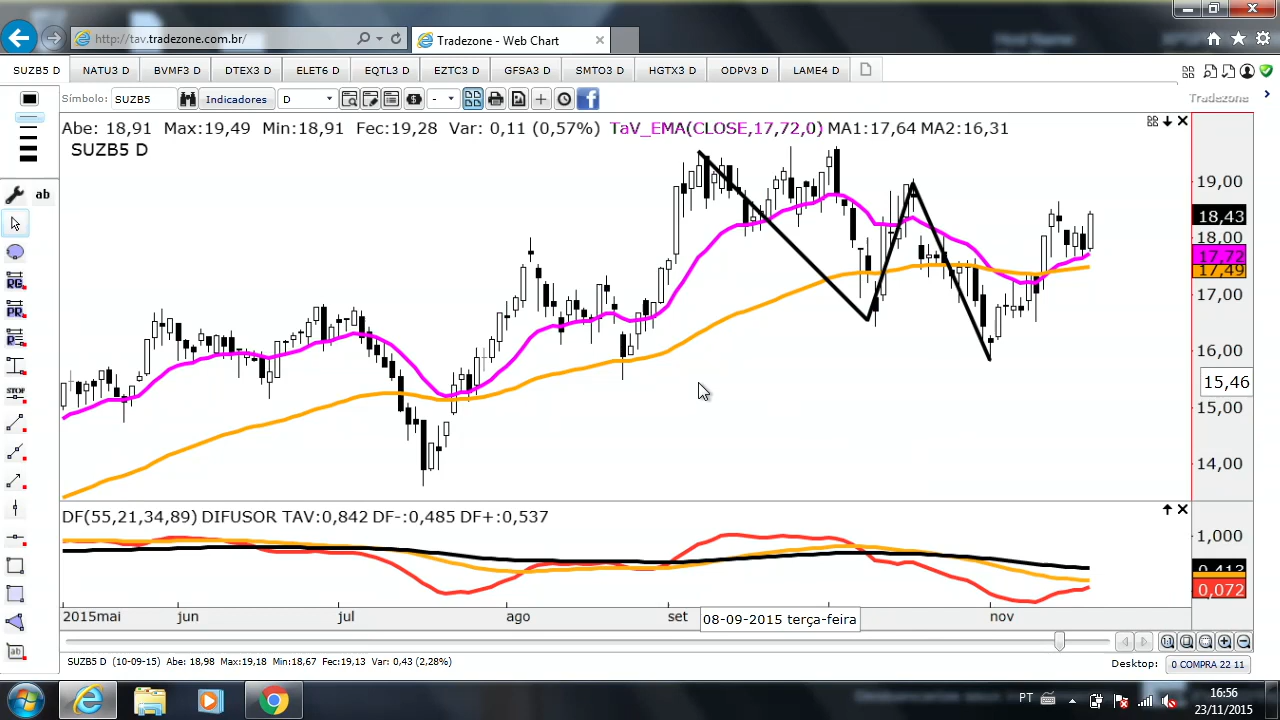 http://tav.tradezone.com.br/
Tradezone - Web Chart
SUZB5 D
NATU3 D
BVMF3 D
DTEX3 D
ELET6 D
EQTL3 D
EZTC3 D
GFSA3 D
SMTO3 D
HGTX3 D
ODPV3 D
LAME4 D
Símbolo:
SUZB5
Indicadores
D
-
Tradezone
Abe: 18,91 Max:19,49 Min:18,91 Fec:19,28 Var: 0,11 (0,57%) TaV_EMA(CLOSE,17,72,0) MA1:17,64 MA2:16,31
SUZB5 D
ab
RG
PR
STOP
ab
19,00
18,43
18,00
17,72
17,49
17,00
16,00
15,46
15,00
14,00
DF(55,21,34,89) DIFUSOR TAV:0,842 DF-:0,485 DF+:0,537
1,000
0,413
0,072
2015mai
jun
jul
ago
set
08-09-2015 terça-feira
nov
1:1
SUZB5 D (10-09-15) Abe: 18,98 Max:19,18 Min:18,67 Fec:19,13 Var: 0,43 (2,28%)
Desktop:
0 COMPRA 22 11
PT
16:56
23/11/2015